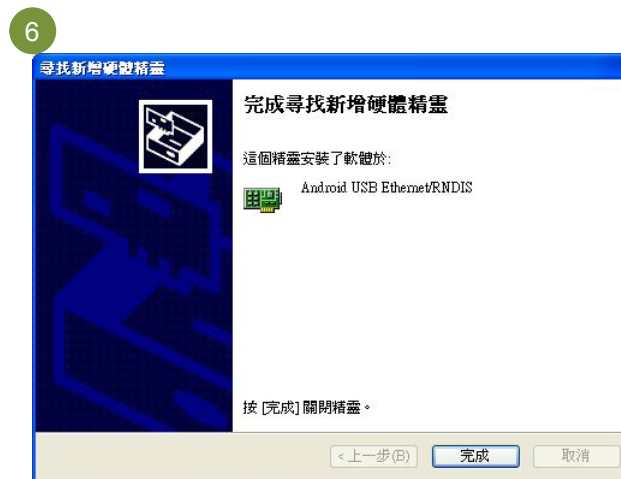 6
尋找新增硬體精靈
完成尋找新增硬體精靈
這個精靈安裝了軟體於:
Android USB Ethernet/RNDIS
按 [完成] 關閉精靈。
<上一步(B)
完成
取消